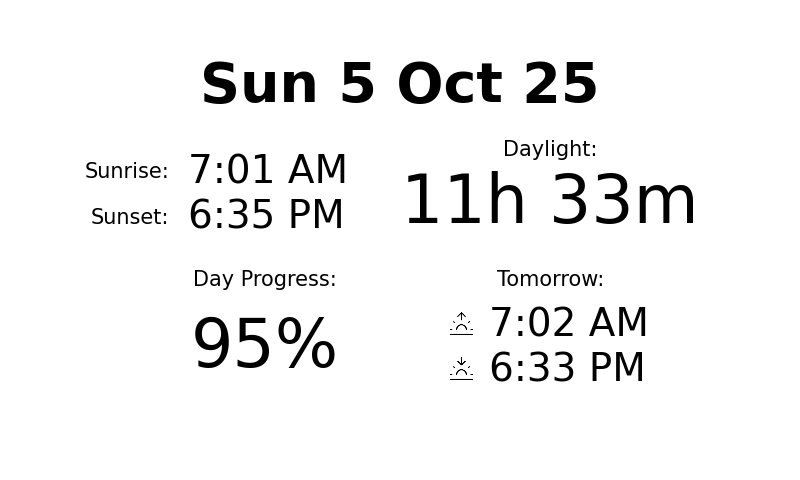 Sun 5 Oct 25
Sunrise: 7:01 AM
Sunset: 6:35 PM
Daylight:
11h 33m
Day Progress:
95%
Tomorrow:
7:02 AM
6:33 PM